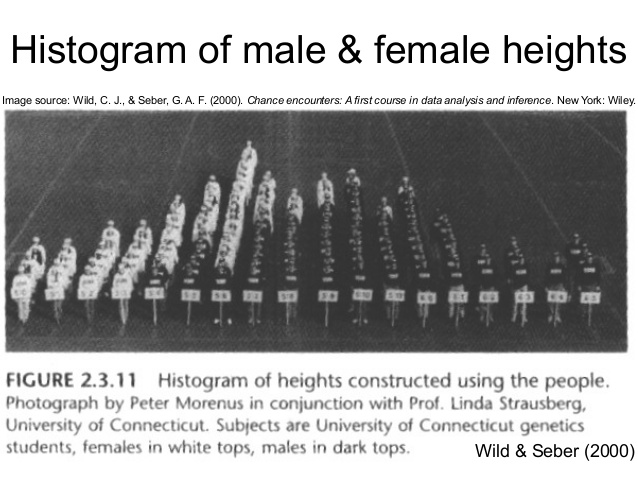 Histogram of male & female heights
Image source: Wild, C. J., & Seber, G. A. F. (2000). Chance encounters: A first course in data analysis and inference. New York: Wiley.
FIGURE 2.3.11 Histogram of heights constructed using the people.
Photograph by Peter Morenus in conjunction with Prof. Linda Strausberg,
University of Connecticut. Subjects are University of Connecticut genetics
students, females in white tops, males in dark tops.
Wild & Seber (2000)